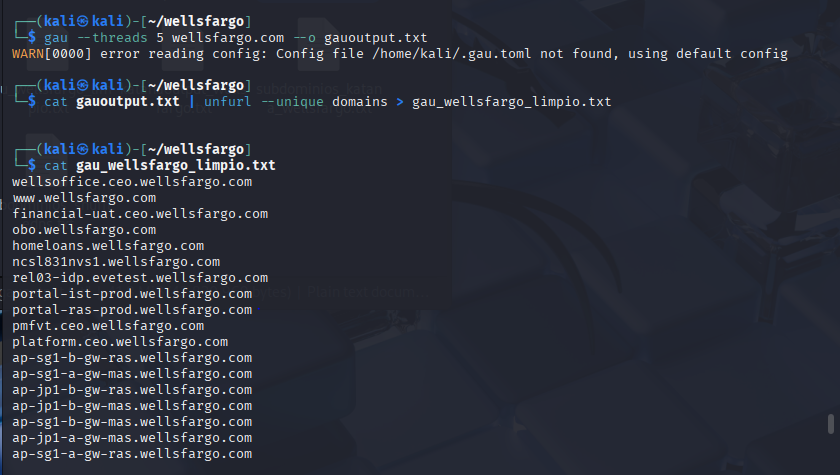 ┌──(kali㉿kali)-[~/wellsfargo]
└─$ gau --threads 5 wellsfargo.com --o gauoutput.txt
WARN[0000] error reading config: Config file /home/kali/.gau.toml not found, using default config
┌──(kali㉿kali)-[~/wellsfargo]
└─$ cat gauoutput.txt | unfurl --unique domains > gau_wellsfargo_limpio.txt
┌──(kali㉿kali)-[~/wellsfargo]
└─$ cat gau_wellsfargo_limpio.txt
wellsoffice.ceo.wellsfargo.com
www.wellsfargo.com
financial-uat.ceo.wellsfargo.com
obo.wellsfargo.com
homeloans.wellsfargo.com
ncsl831nvs1.wellsfargo.com
rel03-idp.evetest.wellsfargo.com
portal-ist-prod.wellsfargo.com
portal-ras-prod.wellsfargo.com
pmfvt.ceo.wellsfargo.com
platform.ceo.wellsfargo.com
ap-sg1-b-gw-ras.wellsfargo.com
ap-sg1-a-gw-mas.wellsfargo.com
ap-jp1-b-gw-ras.wellsfargo.com
ap-jp1-b-gw-mas.wellsfargo.com
ap-sg1-b-gw-mas.wellsfargo.com
ap-jp1-a-gw-mas.wellsfargo.com
ap-sg1-a-gw-ras.wellsfargo.com